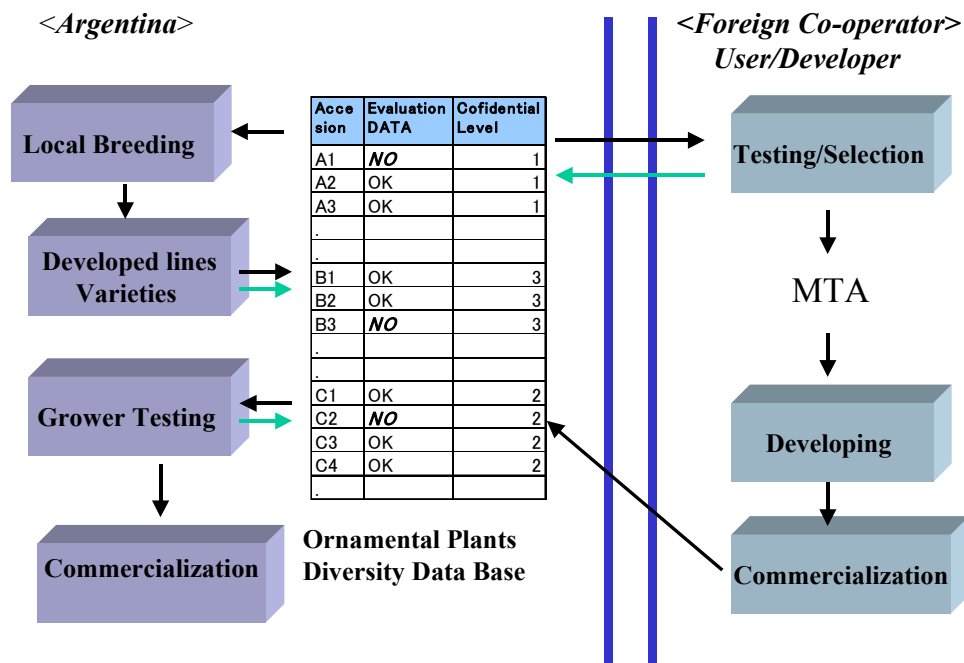 <Argentina>
<Foreign Co-operator>
User/Developer
Local Breeding
Developed lines
Varieties
Grower Testing
Commercialization
Acce
sion
Evaluation
DATA
Cofidential
Level
A1 NO 1
A2 OK 1
A3 OK 1
.
.
B1 OK 3
B2 OK 3
B3 NO 3
.
.
C1 OK 2
C2 NO 2
C3 OK 2
C4 OK 2
.
Ornamental Plants
Diversity Data Base
Testing/Selection
MTA
Developing
Commercialization